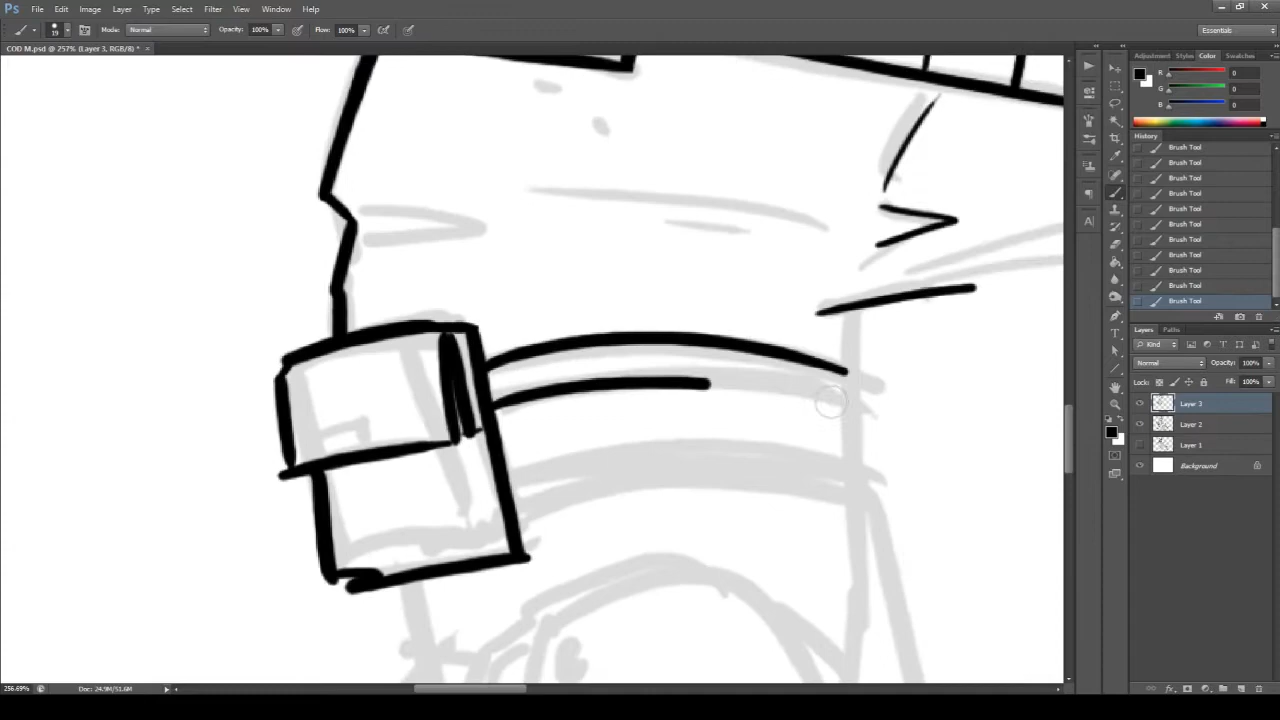 Ps File Edit Image Layer Type Select Filter View Window Help
19 Mode: Normal Opacity: 100% Flow: 100% Essentials
COD M.psd @ 257% (Layer 3, RGB/8) * ×
Adjustments Styles Color Swatches
R 0
G 0
B 0
History
Brush Tool
Brush Tool
Brush Tool
Brush Tool
Brush Tool
Brush Tool
Brush Tool
Brush Tool
Brush Tool
Brush Tool
Brush Tool
Layers Paths
Kind
Normal Opacity: 100%
Lock: Fill: 100%
Layer 3
Layer 2
Layer 1
Background
256.69% Doc: 24.9M/51.6M